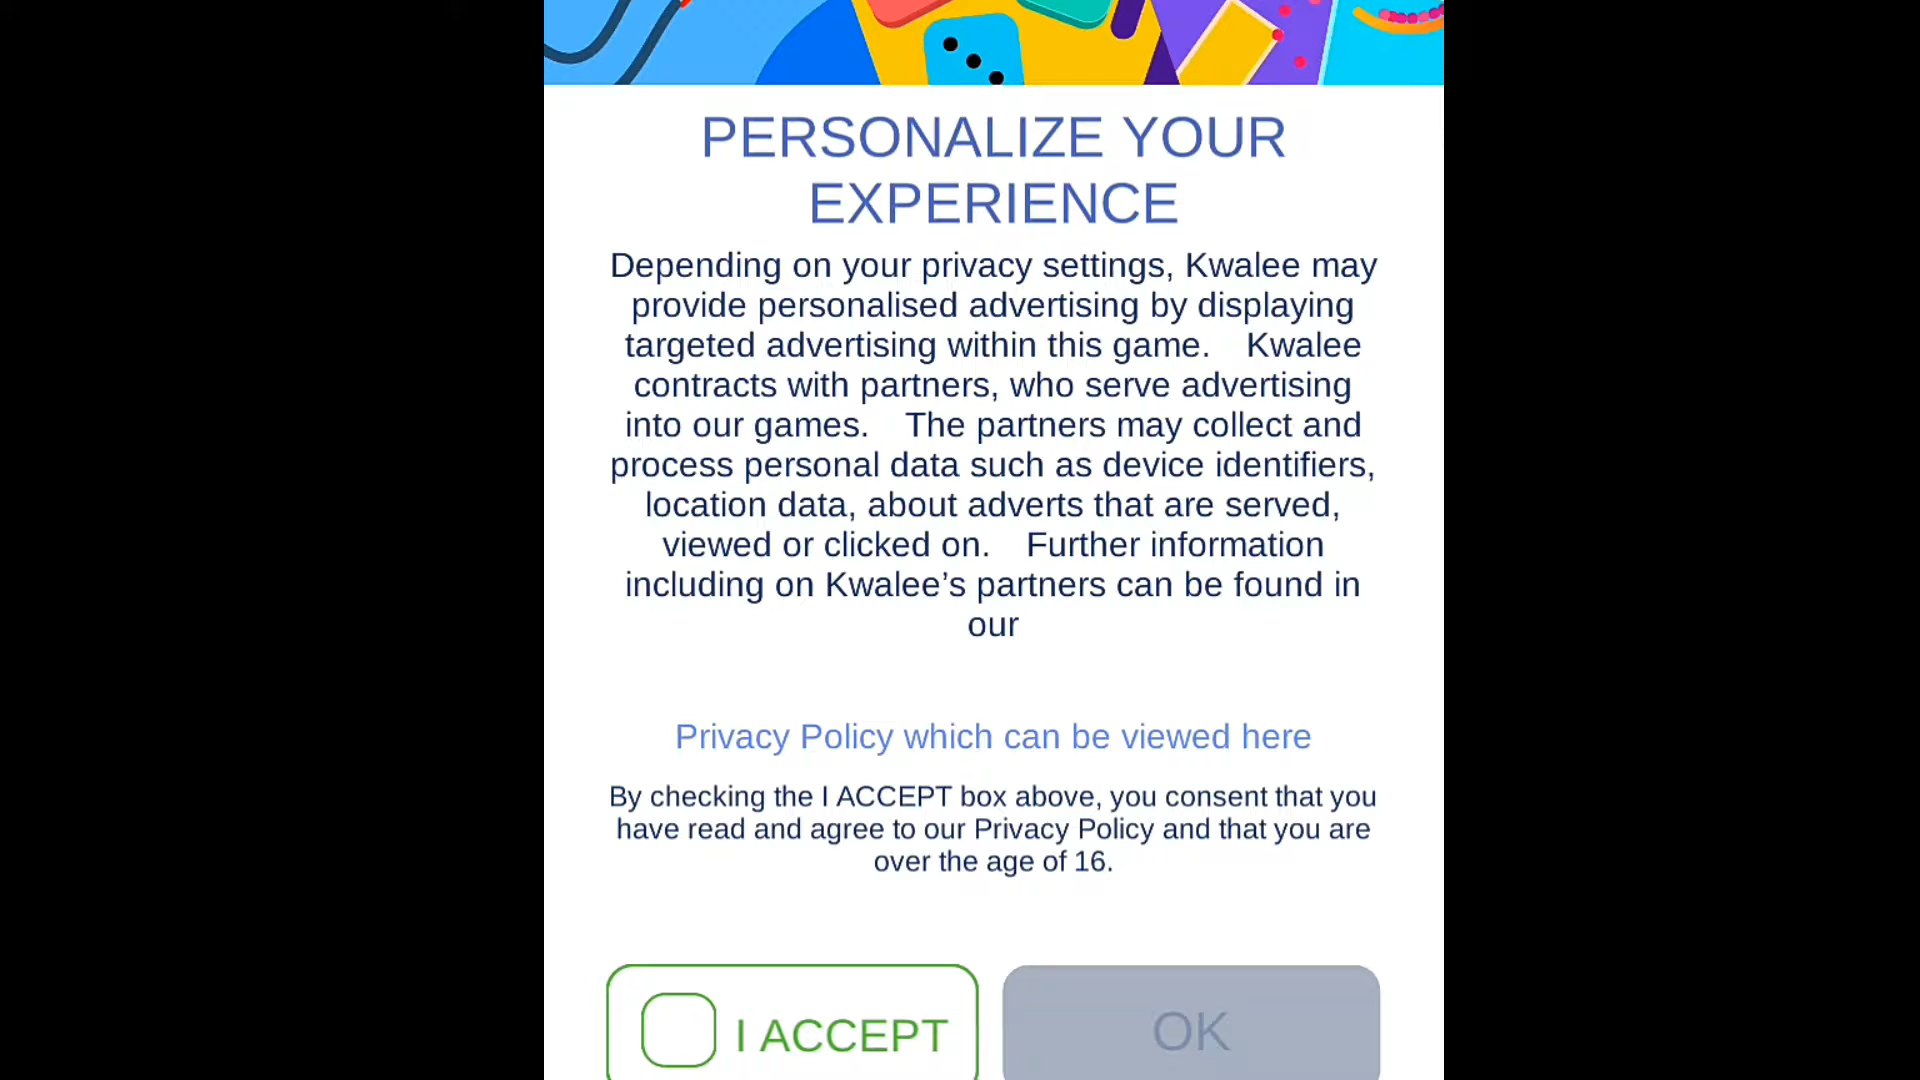 PERSONALIZE YOUR
EXPERIENCE
Depending on your privacy settings, Kwalee may
provide personalised advertising by displaying
targeted advertising within this game. Kwalee
contracts with partners, who serve advertising
into our games. The partners may collect and
process personal data such as device identifiers,
location data, about adverts that are served,
viewed or clicked on. Further information
including on Kwalee’s partners can be found in
our
Privacy Policy which can be viewed here
By checking the I ACCEPT box above, you consent that you
have read and agree to our Privacy Policy and that you are
over the age of 16.
I ACCEPT
OK